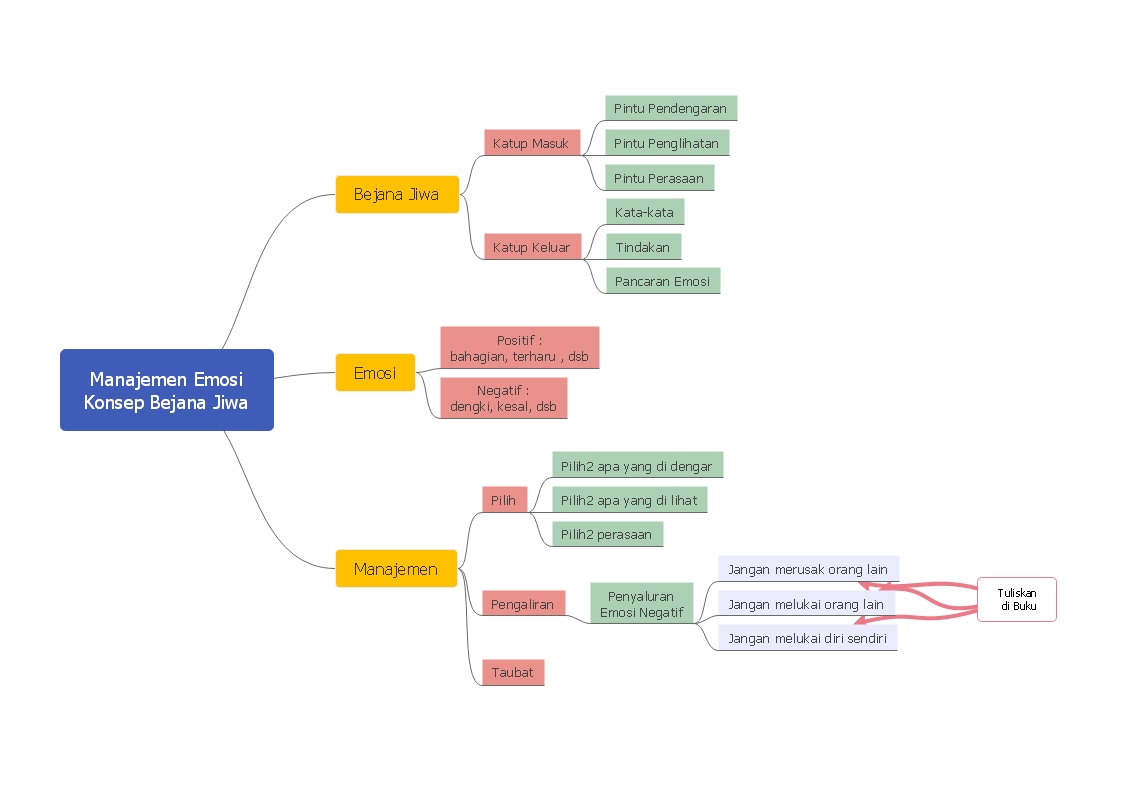 Manajemen Emosi
Konsep Bejana Jiwa
Bejana Jiwa
Katup Masuk
Pintu Pendengaran
Pintu Penglihatan
Pintu Perasaan
Katup Keluar
Kata-kata
Tindakan
Pancaran Emosi
Emosi
Positif :
bahagian, terharu , dsb
Negatif :
dengki, kesal, dsb
Manajemen
Pilih
Pilih2 apa yang di dengar
Pilih2 apa yang di lihat
Pilih2 perasaan
Pengaliran
Penyaluran
Emosi Negatif
Jangan merusak orang lain
Jangan melukai orang lain
Jangan melukai diri sendiri
Tuliskan
di Buku
Taubat